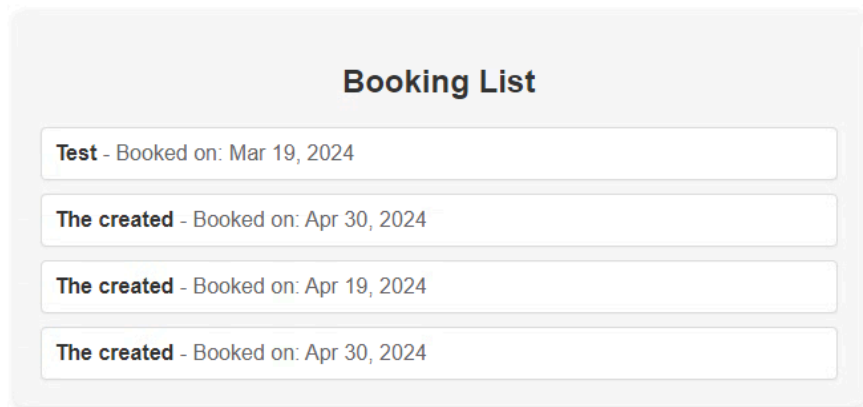 Booking List
Test - Booked on: Mar 19, 2024
The created - Booked on: Apr 30, 2024
The created - Booked on: Apr 19, 2024
The created - Booked on: Apr 30, 2024